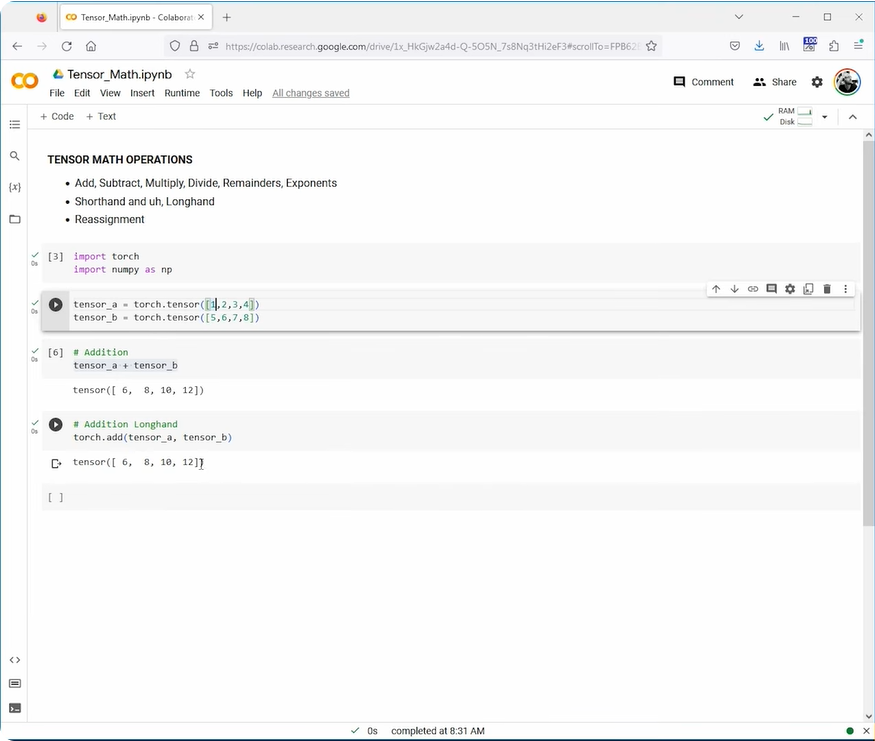 Tensor_Math.ipynb - Colaborat
https://colab.research.google.com/drive/1x_HkGjw2a4d-Q-5O5N_7s8Nq3tHi2eF3#scrollTo=FPB62
100
CO
Tensor_Math.ipynb
Comment
Share
File Edit View Insert Runtime Tools Help All changes saved
+ Code + Text
RAM
Disk
TENSOR MATH OPERATIONS
• Add, Subtract, Multiply, Divide, Remainders, Exponents
• Shorthand and uh, Longhand
• Reassignment
{x}
0s
[3] import torch
import numpy as np
0s
tensor_a = torch.tensor([1,2,3,4])
tensor_b = torch.tensor([5,6,7,8])
0s
[6] # Addition
tensor_a + tensor_b
tensor([ 6,  8, 10, 12])
0s
# Addition Longhand
torch.add(tensor_a, tensor_b)
tensor([ 6,  8, 10, 12])
[ ]
0s completed at 8:31 AM